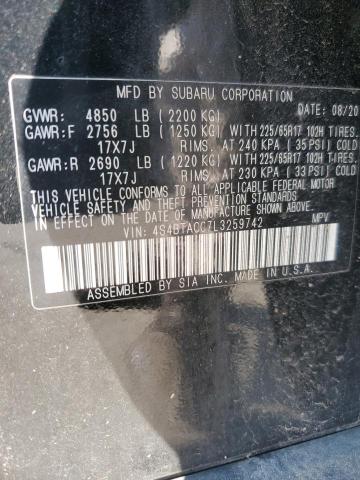 MFD BY SUBARU CORPORATION 08/20
GVWR: 4850 LB (2200 KG)
GAWR:F 2756 LB (1250 KG) WITH 225/65R17 102H TIRES
17X7J RIMS. AT 240 KPA (35 PSI) COLD
GAWR:R 2690 LB (1220 KG) WITH 225/65R17 102H TIRES
17X7J RIMS. AT 230 KPA (33 PSI) COLD
THIS VEHICLE CONFORMS TO ALL APPLICABLE FEDERAL MOTOR
VEHICLE SAFETY AND THEFT PREVENTION STANDARDS
IN EFFECT ON THE DATE OF MANUFACTURE SHOWN ABOVE.
VIN: 4S4BTACC7L3259742 MPV
ASSEMBLED BY SIA INC. MADE IN U.S.A.